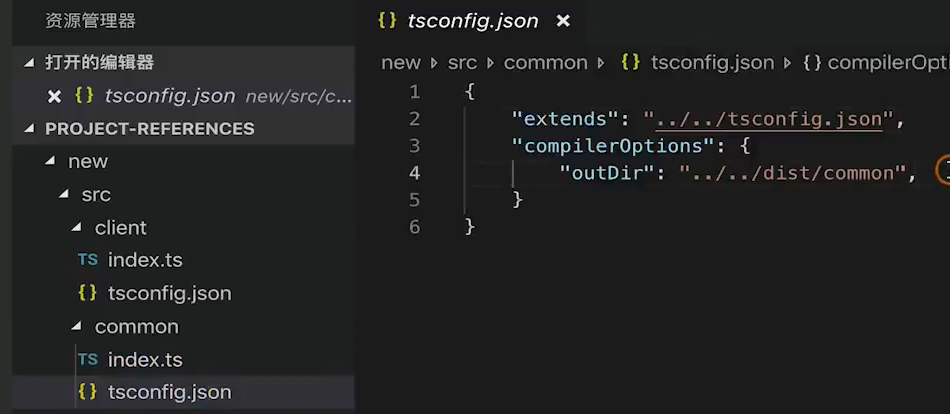 资源管理器
打开的编辑器
tsconfig.json new/src/c...
PROJECT-REFERENCES
new
src
client
TS index.ts
{} tsconfig.json
common
TS index.ts
{} tsconfig.json
{} tsconfig.json
new src common {} tsconfig.json {} compilerOpti
1 {
2 "extends": "../../tsconfig.json",
3 "compilerOptions": {
4 "outDir": "../../dist/common",
5 }
6 }